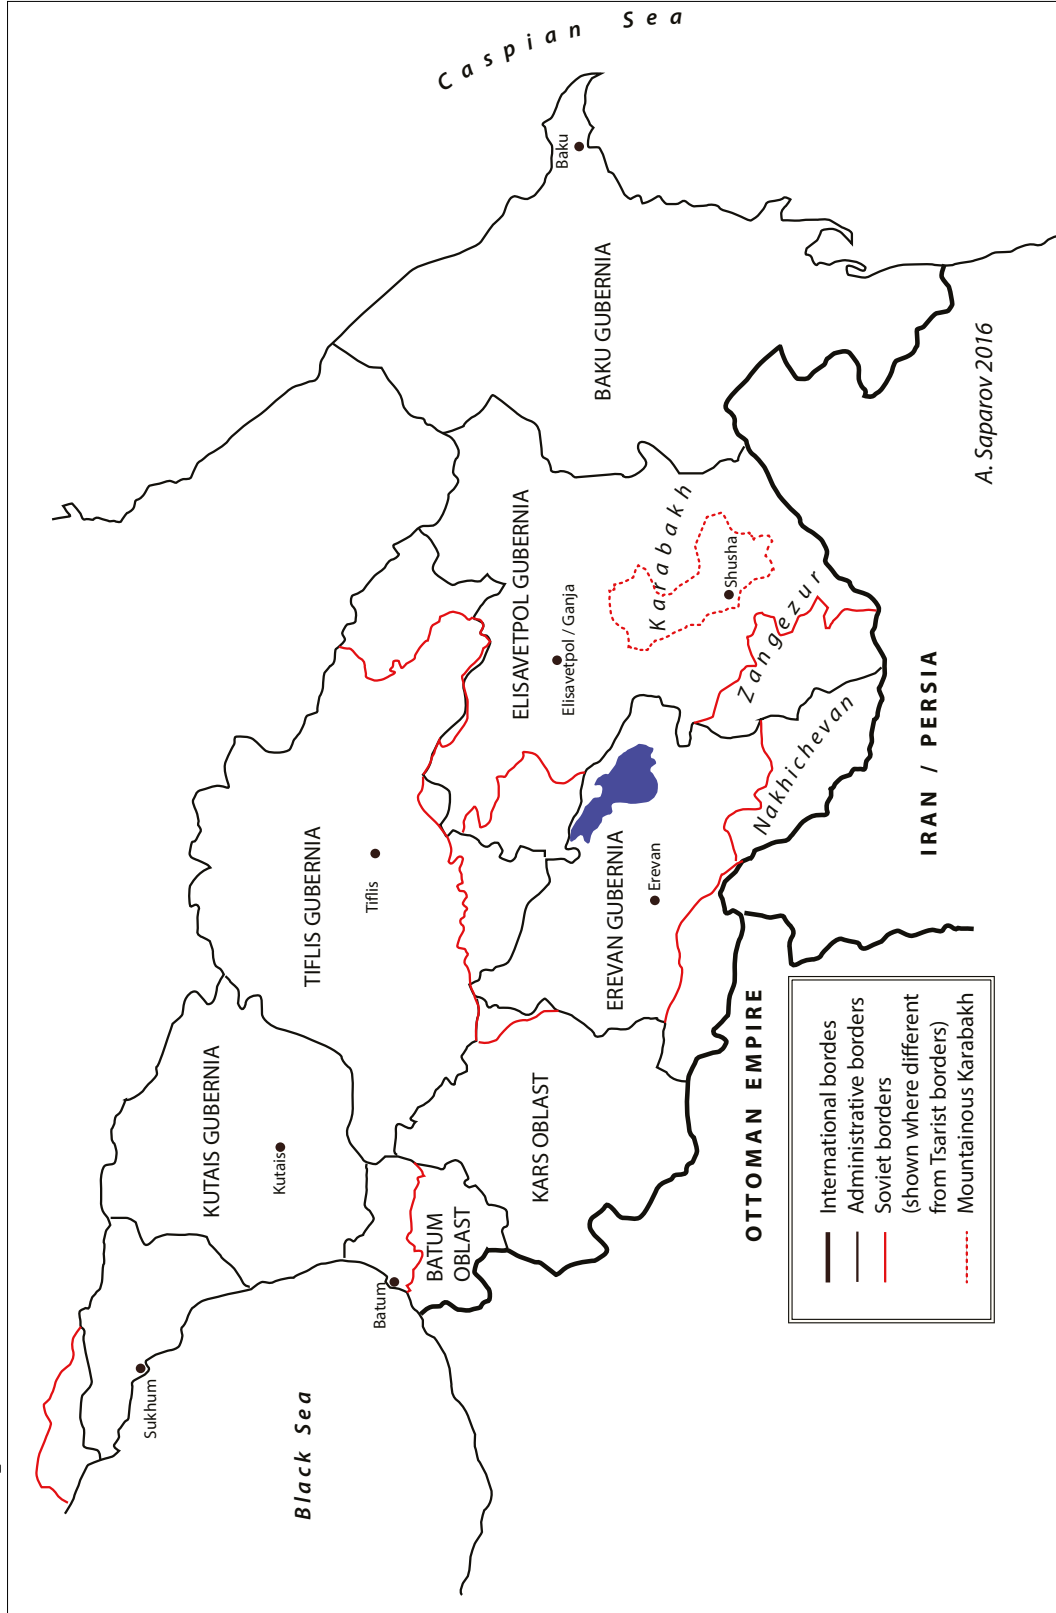 Caspian Sea
Baku
BAKU GUBERNIA
A. Saparov 2016
ELISAVETPOL GUBERNIA
Elisavetpol / Ganja
Karabakh
Shusha
Zangezur
Nakhichevan
IRAN / PERSIA
TIFLIS GUBERNIA
Tiflis
EREVAN GUBERNIA
Erevan
KUTAIS GUBERNIA
Kutais
KARS OBLAST
BATUM
OBLAST
Batum
OTTOMAN EMPIRE
Sukhum
Black Sea
International bordes
Administrative borders
Soviet borders
(shown where different
from Tsarist borders)
Mountainous Karabakh